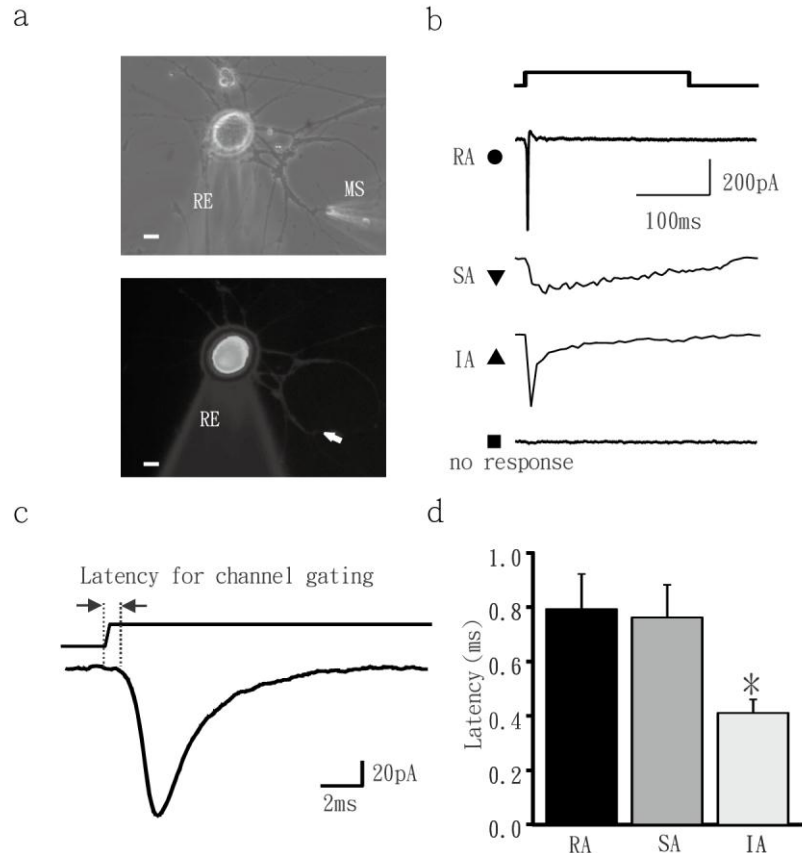 a
RE
MS
RE
b
RA
200pA
100ms
SA
IA
no response
c
Latency for channel gating
20pA
2ms
d
Latency (ms)
1.0
0.8
0.6
0.4
0.2
0.0
*
RA SA IA